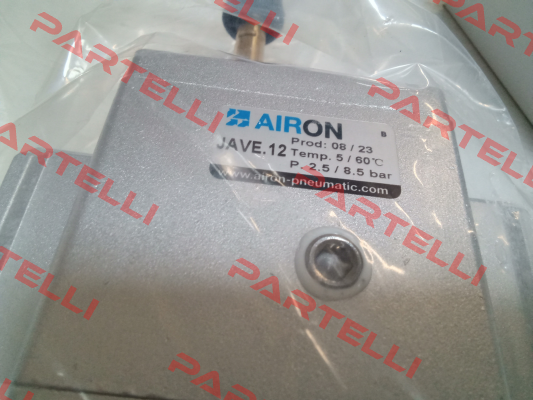 AIRON
B
JAVE.12
Prod: 08 / 23
Temp. 5 / 60°C
P. 2.5 / 8.5 bar
www.airon-pneumatic.com
PARTELLI
PARTELLI
PARTELLI
PARTELLI
PARTELLI
PARTELLI
PARTELLI